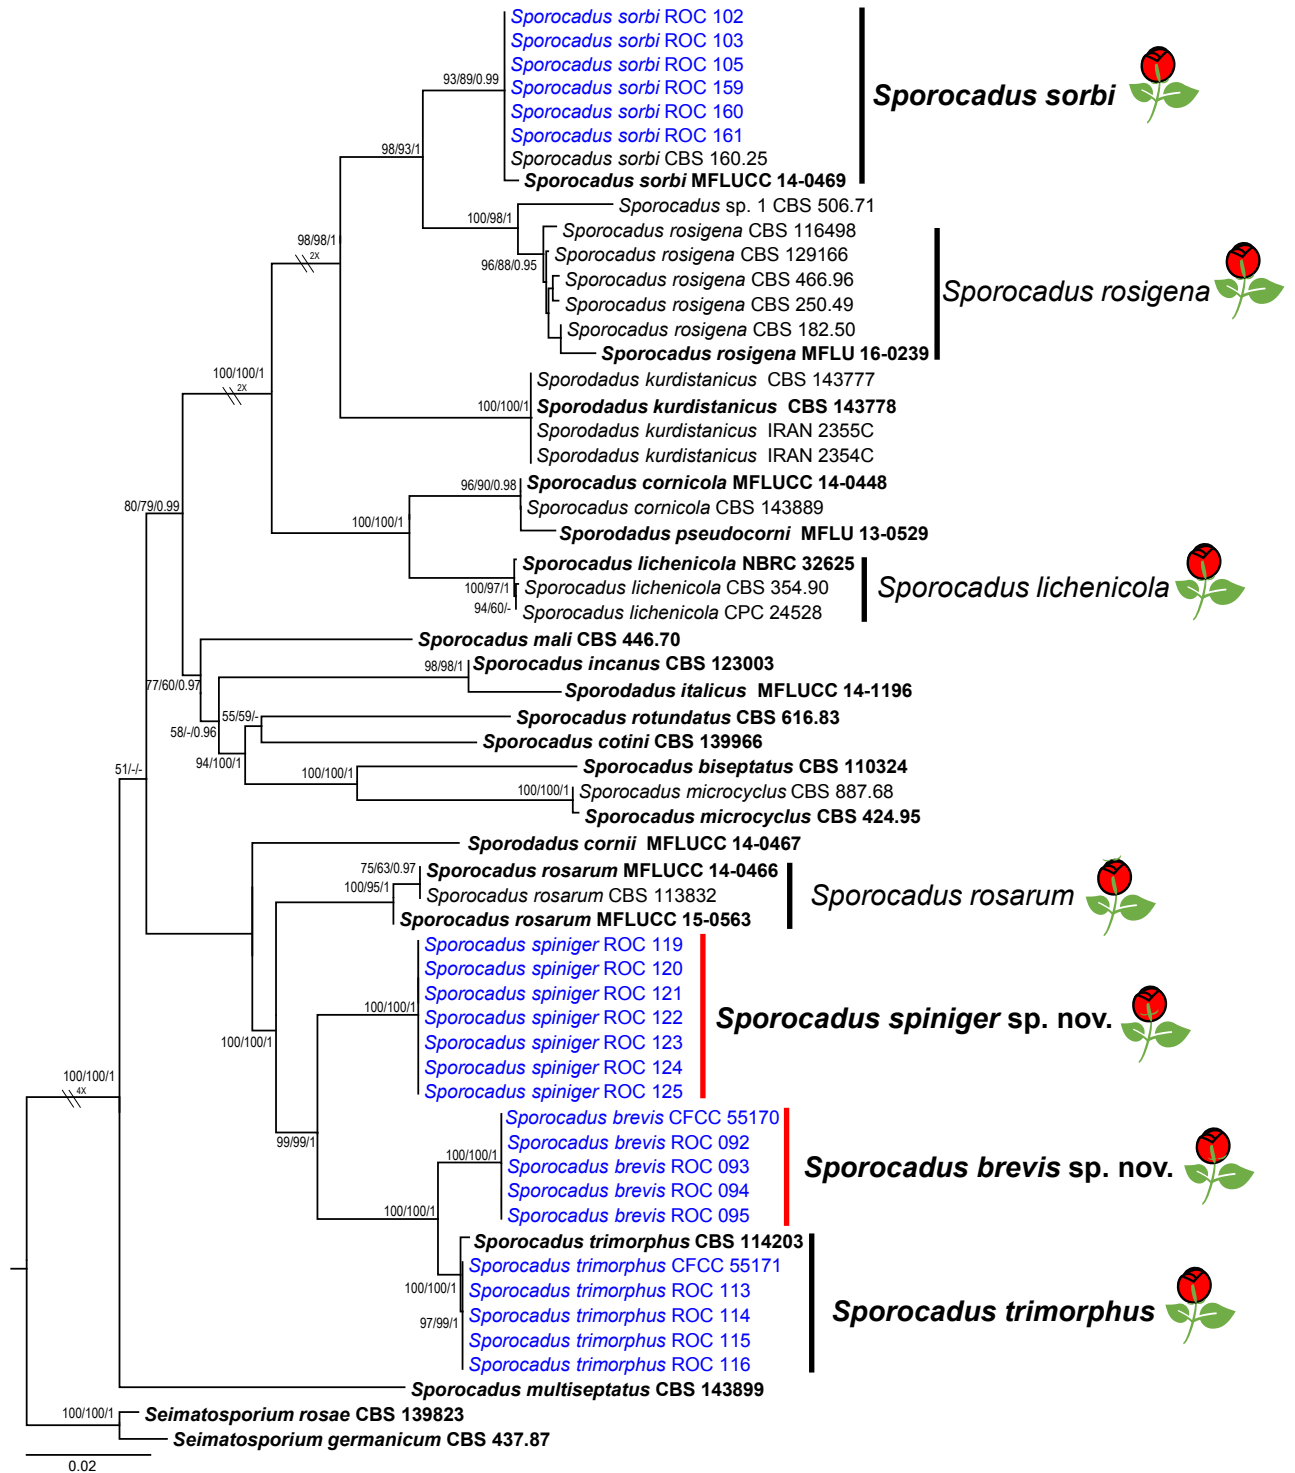 Sporocadus sorbi ROC 102
Sporocadus sorbi ROC 103
Sporocadus sorbi ROC 105
93/89/0.99
Sporocadus sorbi ROC 159
Sporocadus sorbi
Sporocadus sorbi ROC 160
Sporocadus sorbi ROC 161
98/93/1
Sporocadus sorbi CBS 160.25
Sporocadus sorbi MFLUCC 14-0469
Sporocadus sp. 1 CBS 506.71
100/98/1
Sporocadus rosigena CBS 116498
98/98/1
2X
Sporocadus rosigena CBS 129166
96/88/0.95
Sporocadus rosigena CBS 466.96
Sporocadus rosigena
Sporocadus rosigena CBS 250.49
Sporocadus rosigena CBS 182.50
Sporocadus rosigena MFLU 16-0239
100/100/1
2X
Sporodadus kurdistanicus CBS 143777
100/100/1
Sporodadus kurdistanicus CBS 143778
Sporodadus kurdistanicus IRAN 2355C
Sporodadus kurdistanicus IRAN 2354C
96/90/0.98
Sporocadus cornicola MFLUCC 14-0448
80/79/0.99
Sporocadus cornicola CBS 143889
100/100/1
Sporodadus pseudocorni MFLU 13-0529
Sporocadus lichenicola NBRC 32625
100/97/1
Sporocadus lichenicola CBS 354.90
Sporocadus lichenicola
94/60/-
Sporocadus lichenicola CPC 24528
Sporocadus mali CBS 446.70
98/98/1
Sporocadus incanus CBS 123003
77/60/0.97
Sporodadus italicus MFLUCC 14-1196
55/59/-
Sporocadus rotundatus CBS 616.83
58/-/0.96
Sporocadus cotini CBS 139966
94/100/1
51/-/-
100/100/1
Sporocadus biseptatus CBS 110324
100/100/1
Sporocadus microcyclus CBS 887.68
Sporocadus microcyclus CBS 424.95
Sporodadus cornii MFLUCC 14-0467
75/63/0.97
Sporocadus rosarum MFLUCC 14-0466
100/95/1
Sporocadus rosarum CBS 113832
Sporocadus rosarum
Sporocadus rosarum MFLUCC 15-0563
Sporocadus spiniger ROC 119
Sporocadus spiniger ROC 120
Sporocadus spiniger ROC 121
100/100/1
Sporocadus spiniger ROC 122
Sporocadus spiniger sp. nov.
100/100/1
Sporocadus spiniger ROC 123
Sporocadus spiniger ROC 124
100/100/1
4X
Sporocadus spiniger ROC 125
Sporocadus brevis CFCC 55170
99/99/1
Sporocadus brevis ROC 092
100/100/1
Sporocadus brevis ROC 093
Sporocadus brevis sp. nov.
Sporocadus brevis ROC 094
100/100/1
Sporocadus brevis ROC 095
Sporocadus trimorphus CBS 114203
Sporocadus trimorphus CFCC 55171
100/100/1
Sporocadus trimorphus ROC 113
97/99/1
Sporocadus trimorphus ROC 114
Sporocadus trimorphus
Sporocadus trimorphus ROC 115
Sporocadus trimorphus ROC 116
Sporocadus multiseptatus CBS 143899
100/100/1
Seimatosporium rosae CBS 139823
Seimatosporium germanicum CBS 437.87
0.02